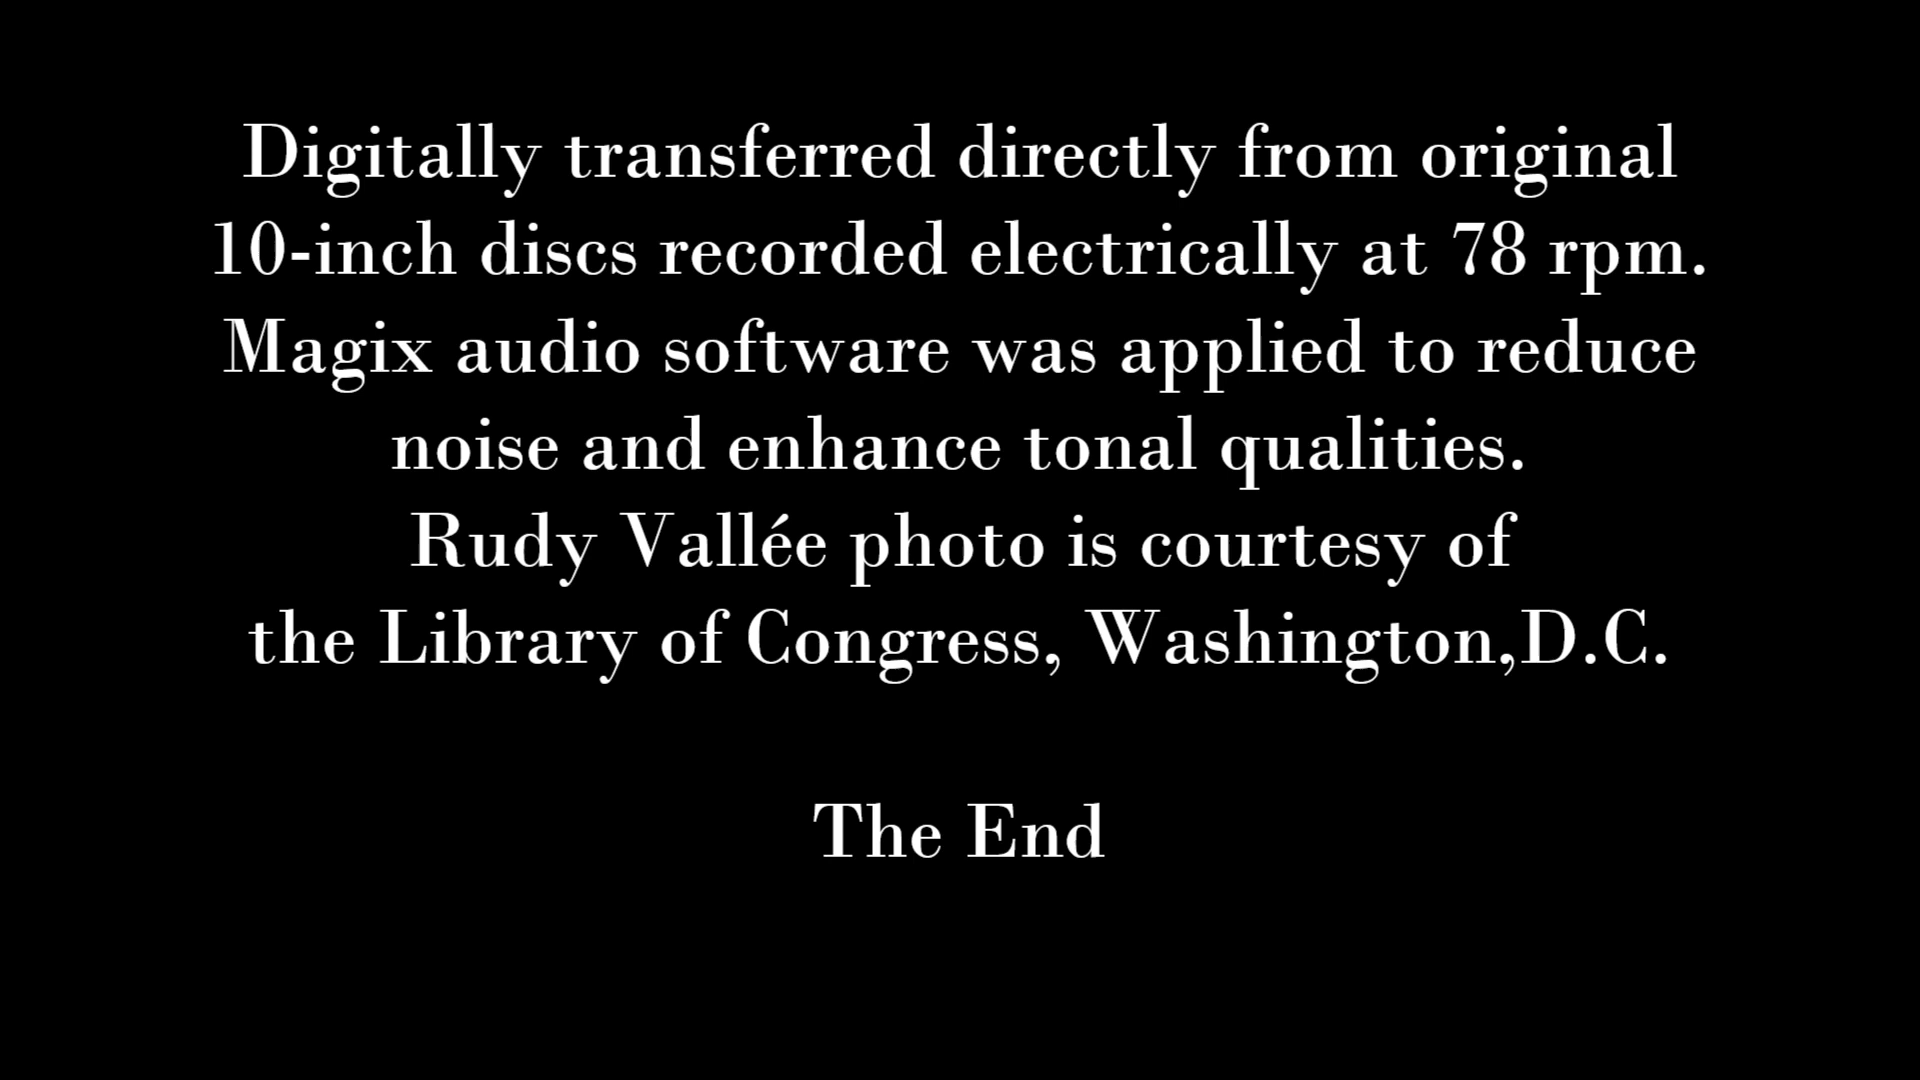 Digitally transferred directly from original
10-inch discs recorded electrically at 78 rpm.
Magix audio software was applied to reduce
noise and enhance tonal qualities.
Rudy Vallée photo is courtesy of
the Library of Congress, Washington,D.C.
The End